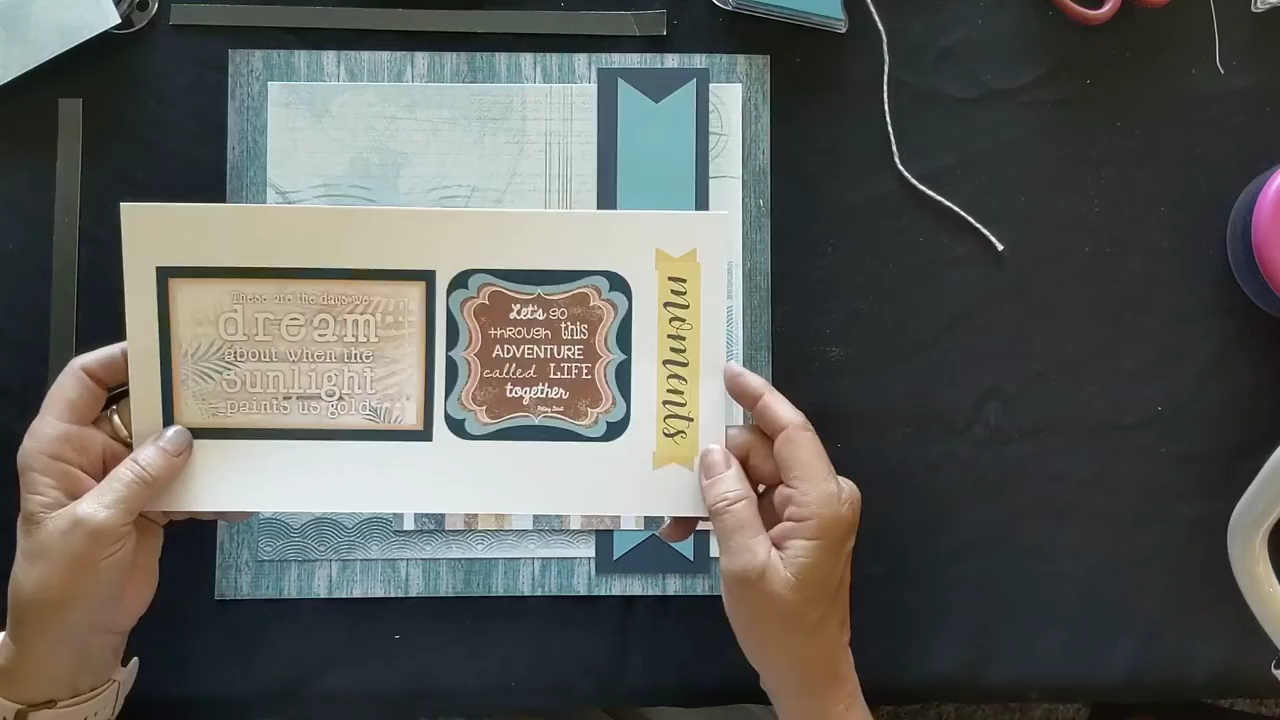 These are the days we
dream
about when the
Sunlight
paints us gold
Let's go
through this
ADVENTURE
called LIFE
together
moments